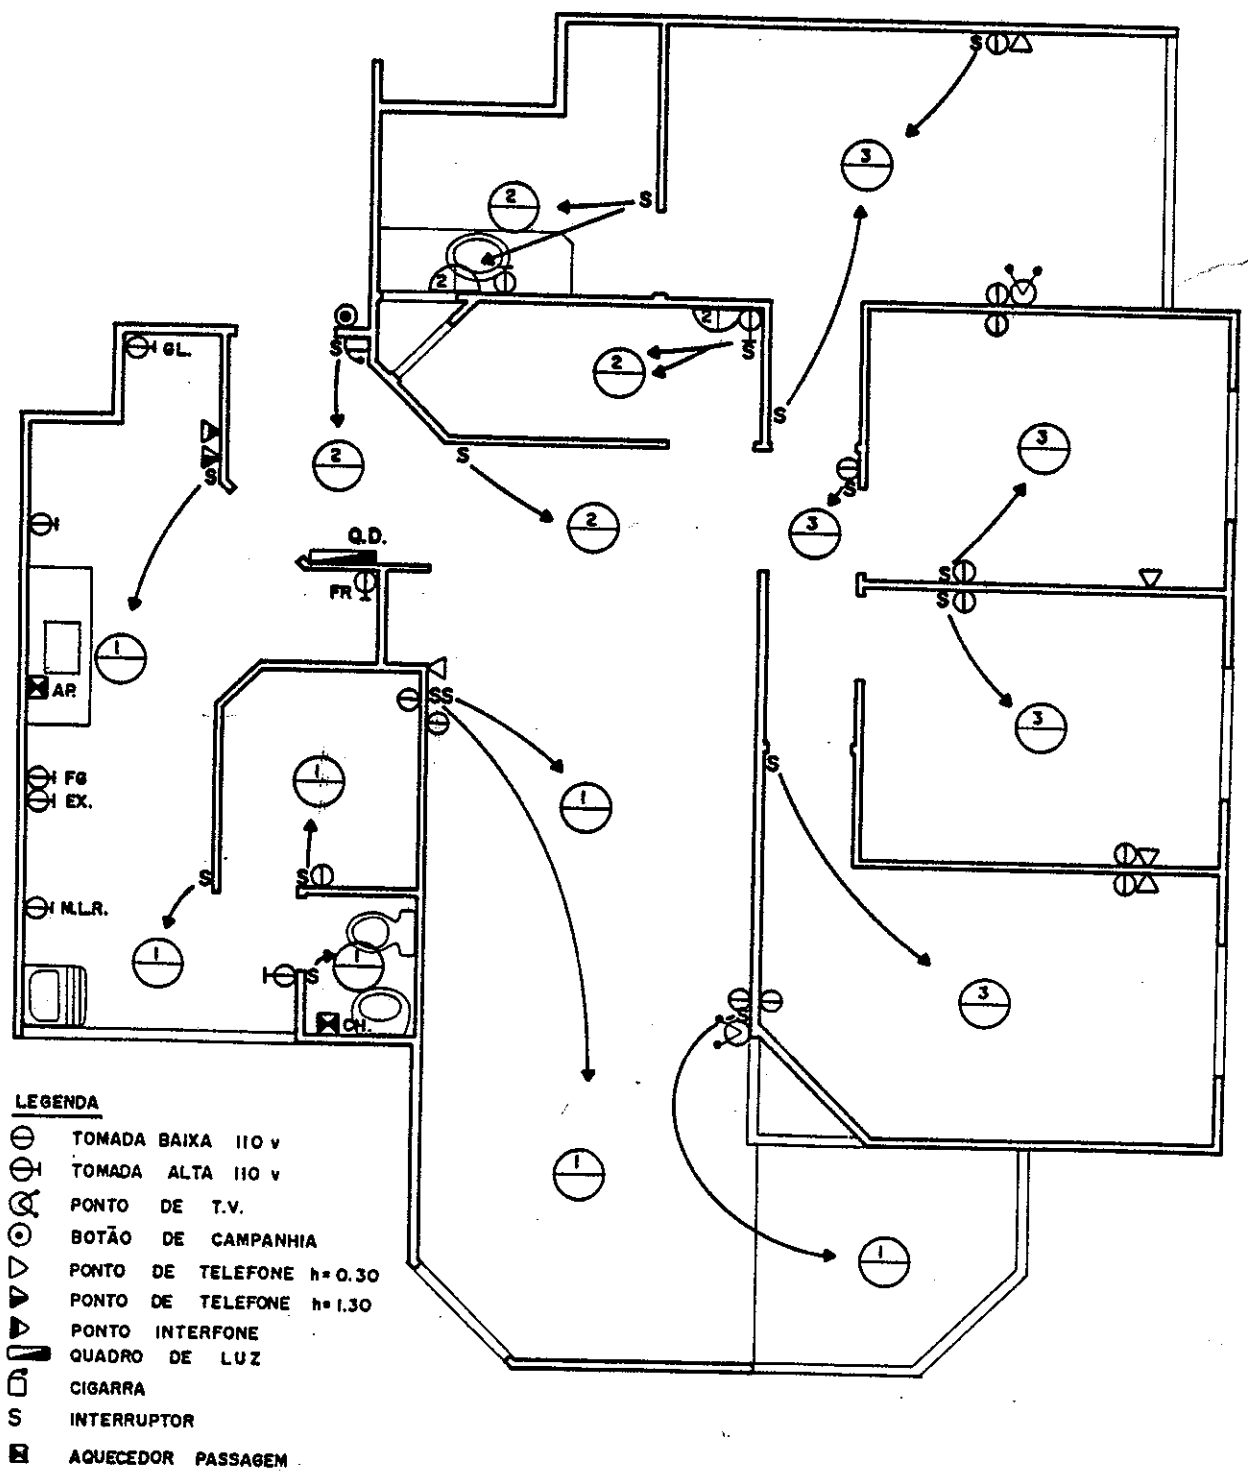 S
3
2
S
2
S
GL.
2
S
2
S
S
3
2
S
S
2
3
S
Q.D.
FR
S
S
1
AP.
SS
3
S
FG
EX.
1
1
S
S
N.L.R.
1
S
1
3
CH.
S
1
1
LEGENDA
TOMADA BAIXA 110 v
TOMADA ALTA 110 v
PONTO DE T.V.
BOTÃO DE CAMPANHIA
PONTO DE TELEFONE h=0.30
PONTO DE TELEFONE h=1.30
PONTO INTERFONE
QUADRO DE LUZ
CIGARRA
S INTERRUPTOR
AQUECEDOR PASSAGEM